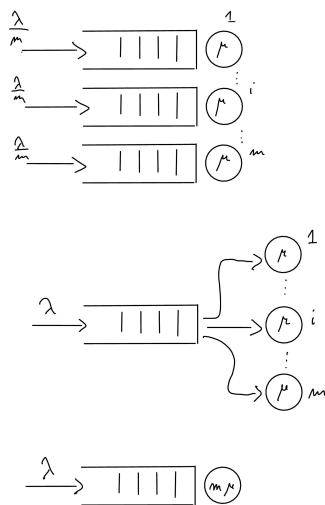 1
λ/m μ
λ/m μ i
λ/m μ m
1
μ
λ μ i
μ m
λ mμ